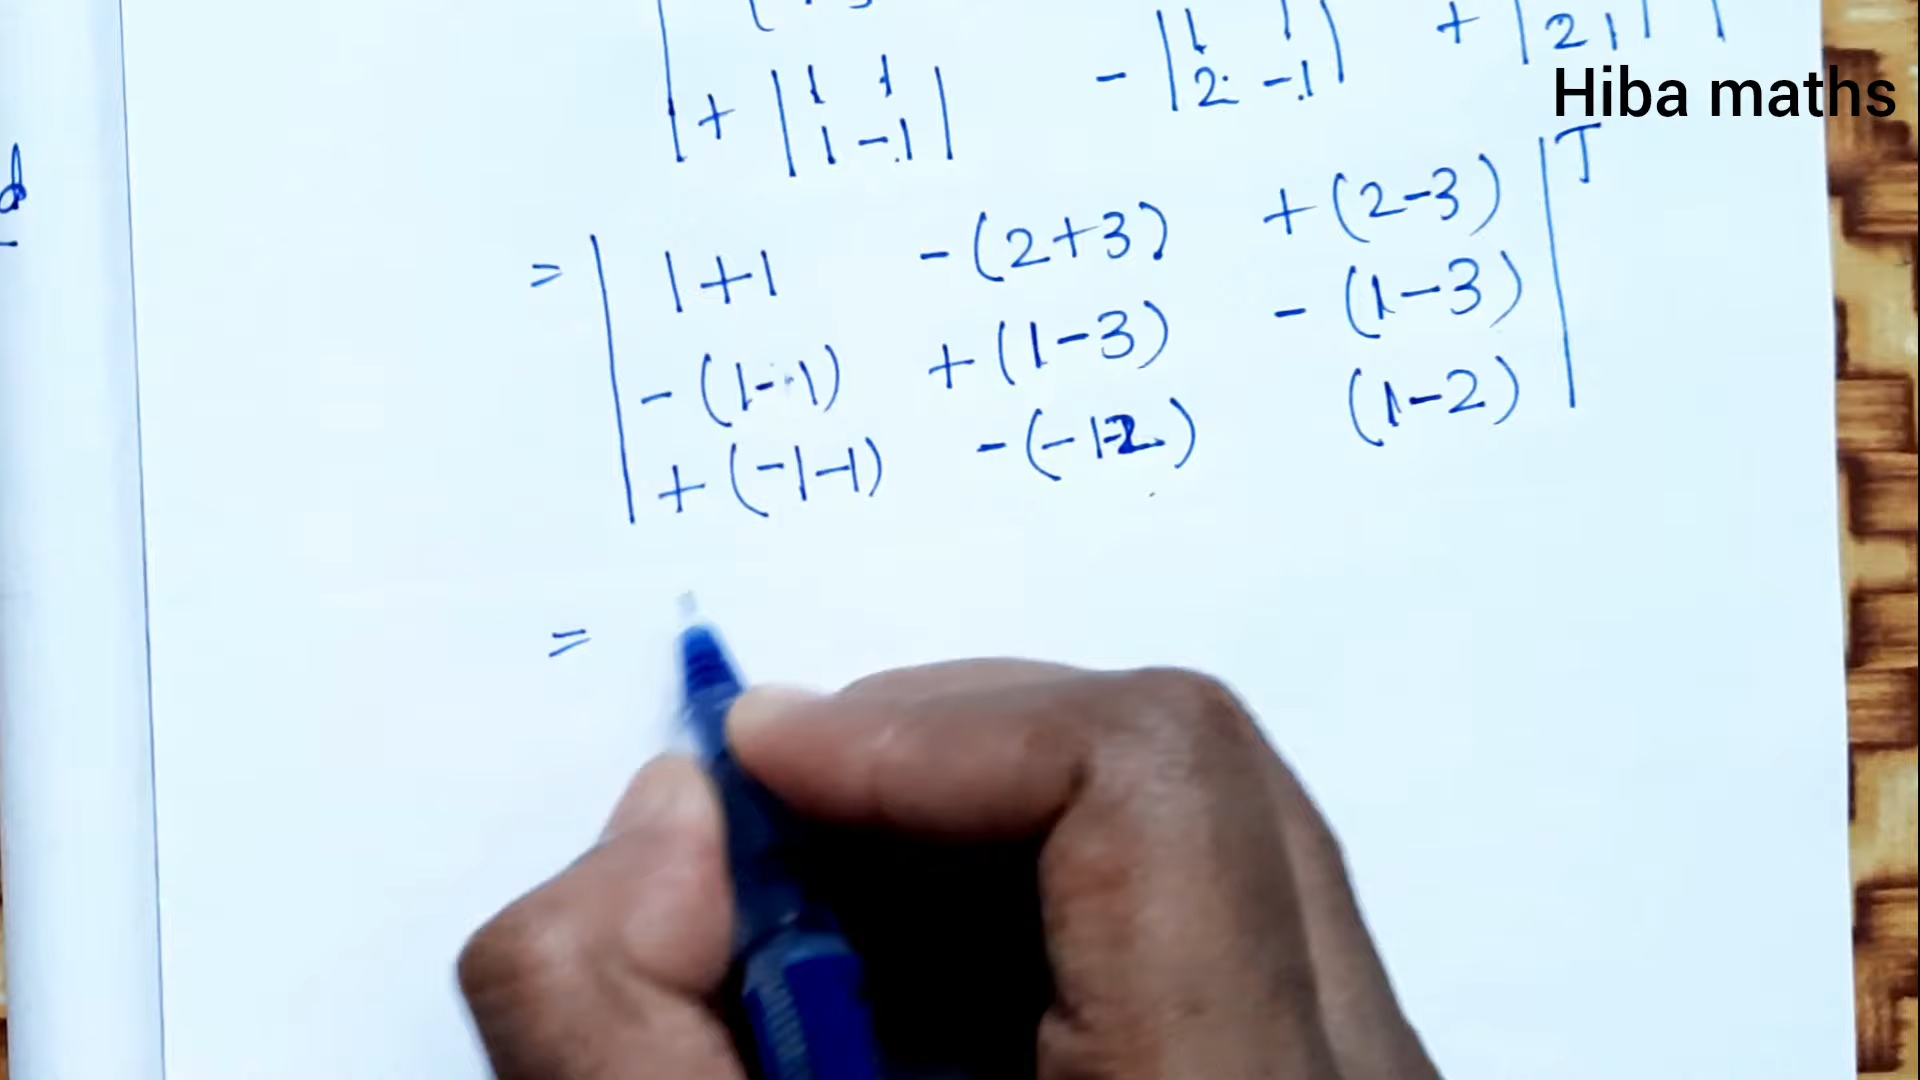 + | 1 1 | - | 1 1 | + | 2 1 |
| 1 -1 | | 2 -1 |
Hiba maths
= | 1+1 -(2+3) +(2-3) | T
-(1-1) +(1-3) -(1-3)
+(-1-1) -(-1-2) (1-2)
=
d